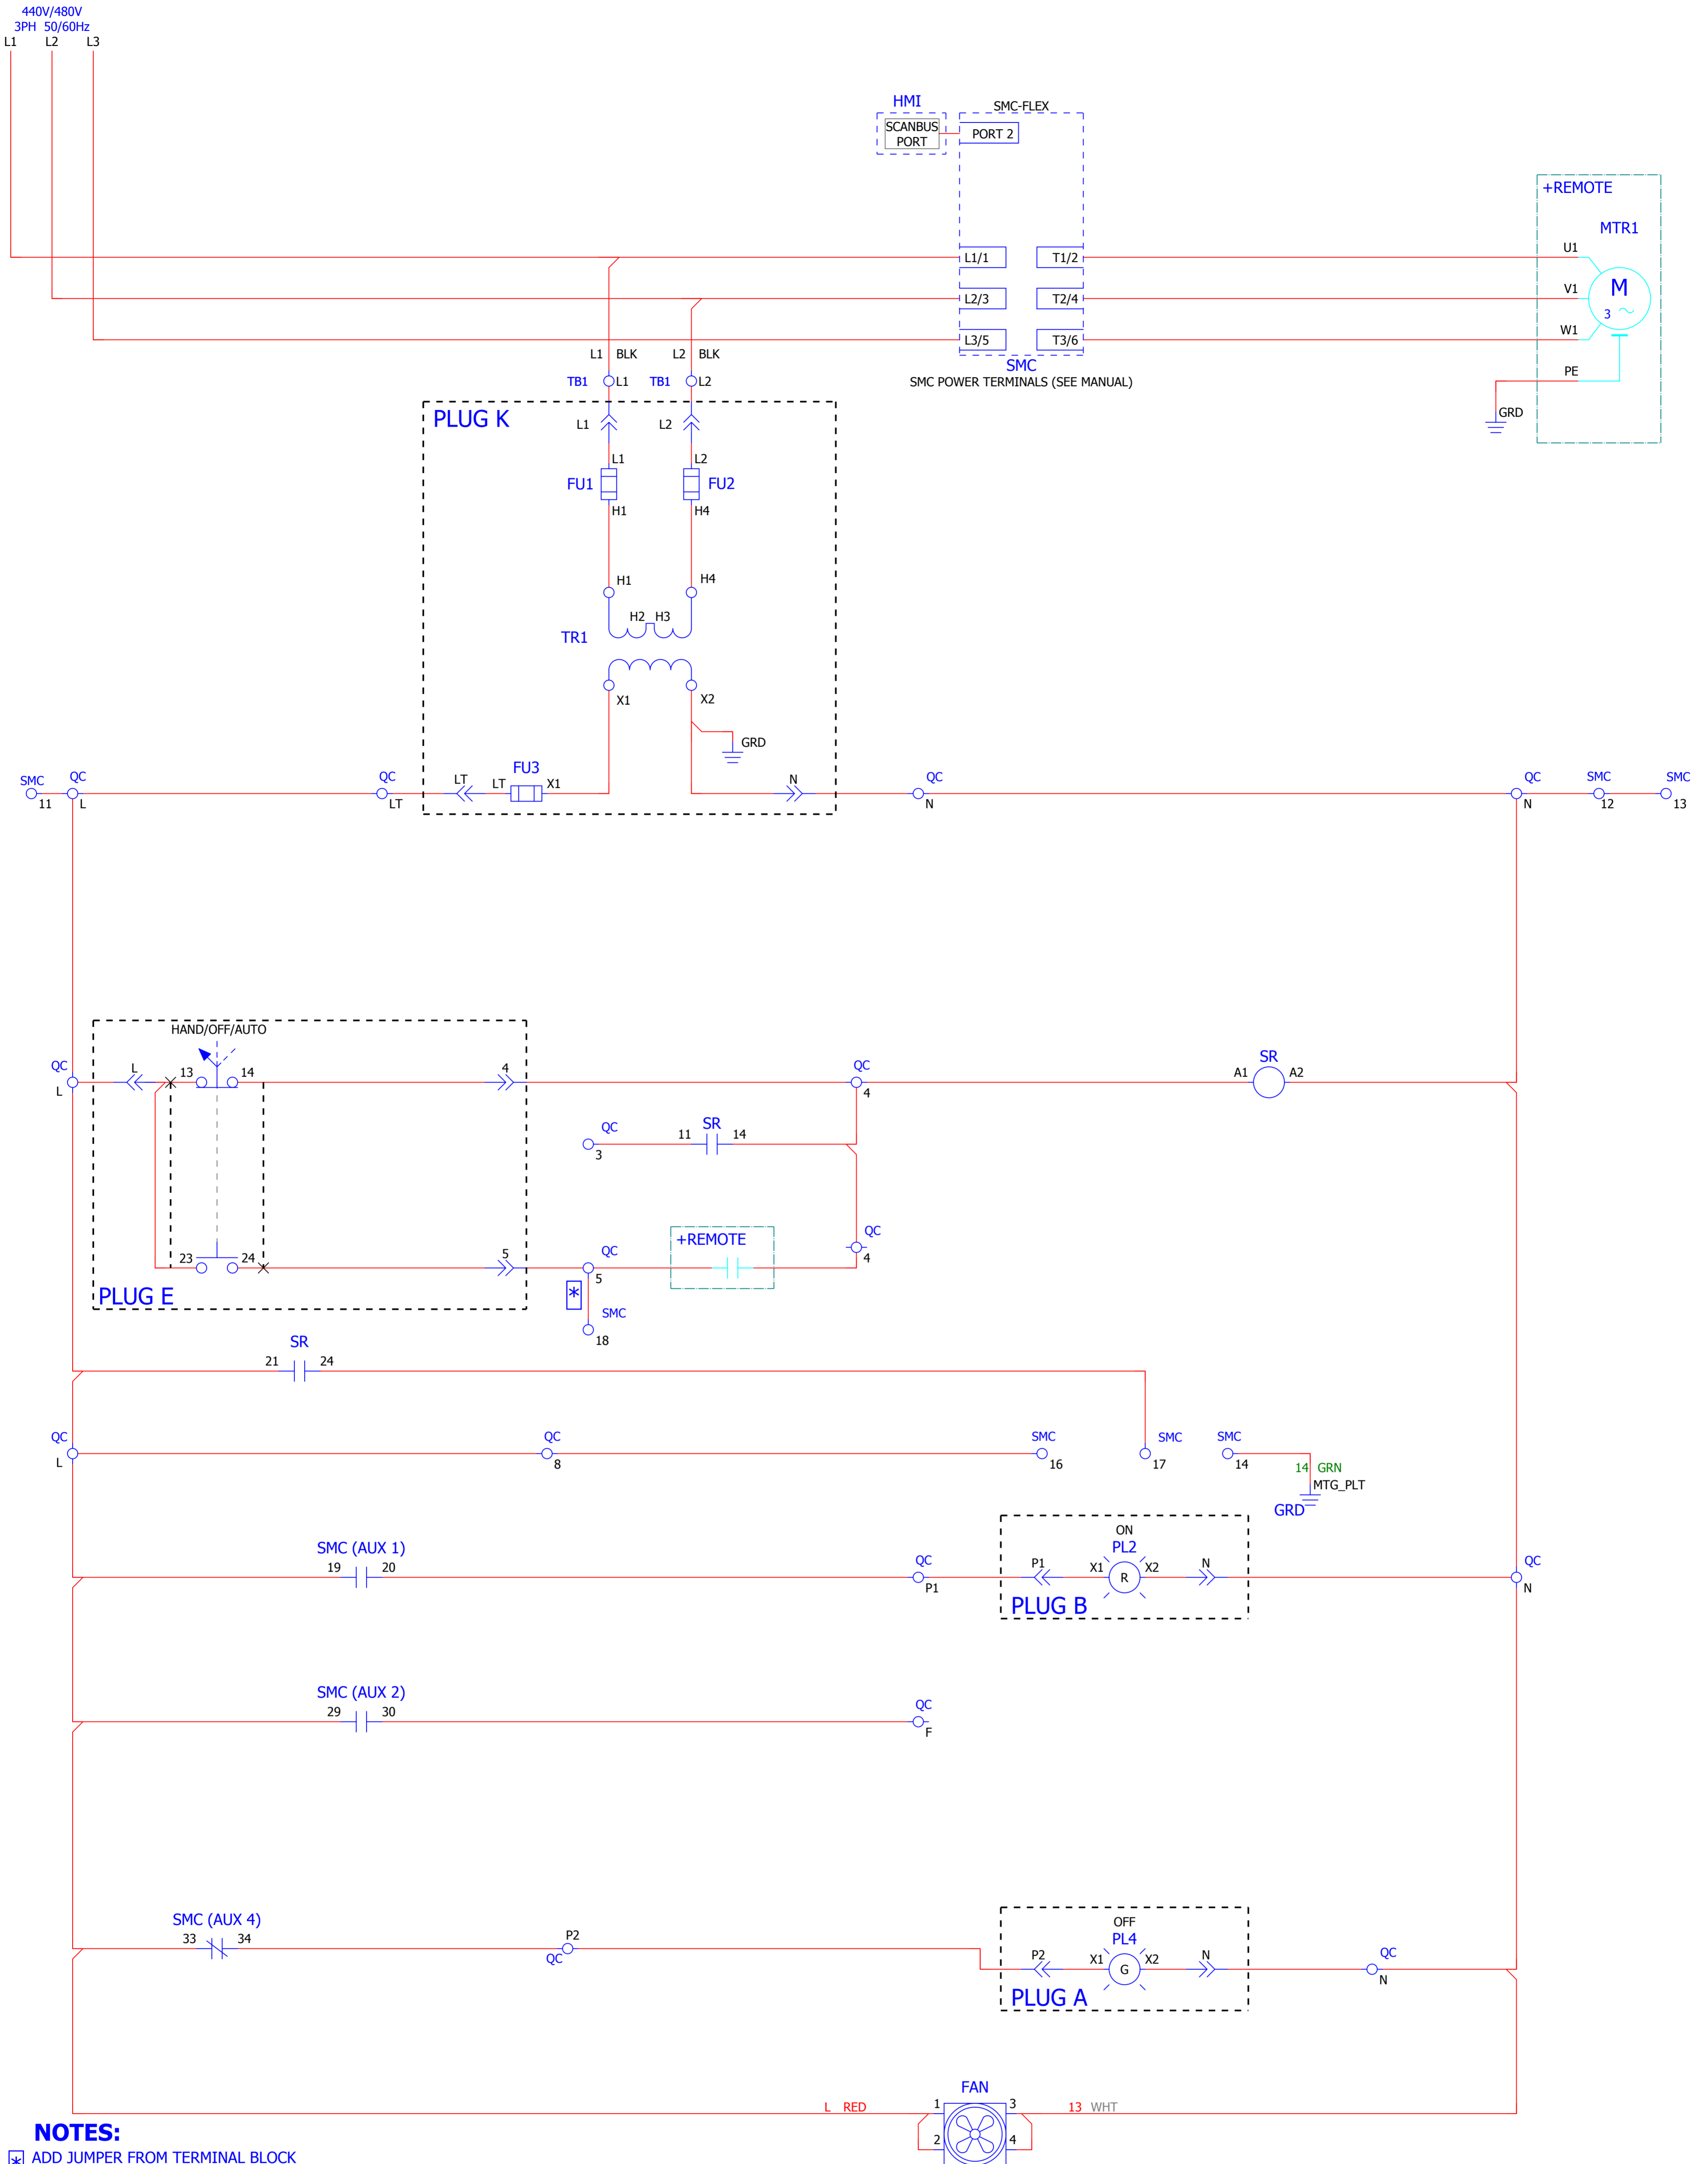 440V/480V
3PH 50/60Hz
L1 L2 L3
HMI
SCANBUS
PORT
SMC-FLEX
PORT 2
+REMOTE
MTR1
L1/1 T1/2 U1
L2/3 T2/4 V1
M
3
L3/5 T3/6 W1
SMC
SMC POWER TERMINALS (SEE MANUAL)
PE
GRD
L1 BLK L2 BLK
TB1 L1 TB1 L2
PLUG K
L1 L2
L1 L2
FU1 FU2
H1 H4
H1 H4
H2 H3
TR1
X1 X2
GRD
SMC QC QC LT LT FU3 X1 N QC QC SMC SMC
11 L LT N N 12 13
HAND/OFF/AUTO
QC L 13 14 4 QC SR
L 4 A1 A2
QC SR
3 11 14
QC
4
+REMOTE
23 24 5 QC
5
PLUG E
*
SMC
18
SR
21 24
QC QC SMC SMC SMC
L 8 16 17 14
14 GRN
MTG_PLT
GRD
ON
SMC (AUX 1) PL2
19 20 QC P1 X1 R X2 N QC
P1 N
PLUG B
SMC (AUX 2)
29 30 QC
F
OFF
SMC (AUX 4) PL4
33 34 P2 P2 X1 G X2 N QC
QC N
PLUG A
FAN
L RED 1 3 13 WHT
2 4
NOTES:
* ADD JUMPER FROM TERMINAL BLOCK